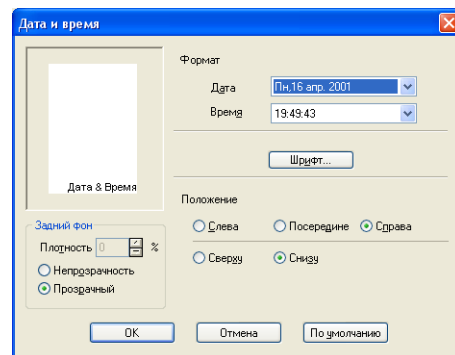 Дата и время
Формат
Дата Пн,16 апр. 2001
Время 19:49:43
Шрифт...
Дата & Время
Положение
Слева Посередине Справа
Сверху Снизу
Задний фон
Плотность 0 %
Непрозрачность
Прозрачный
OK Отмена По умолчанию